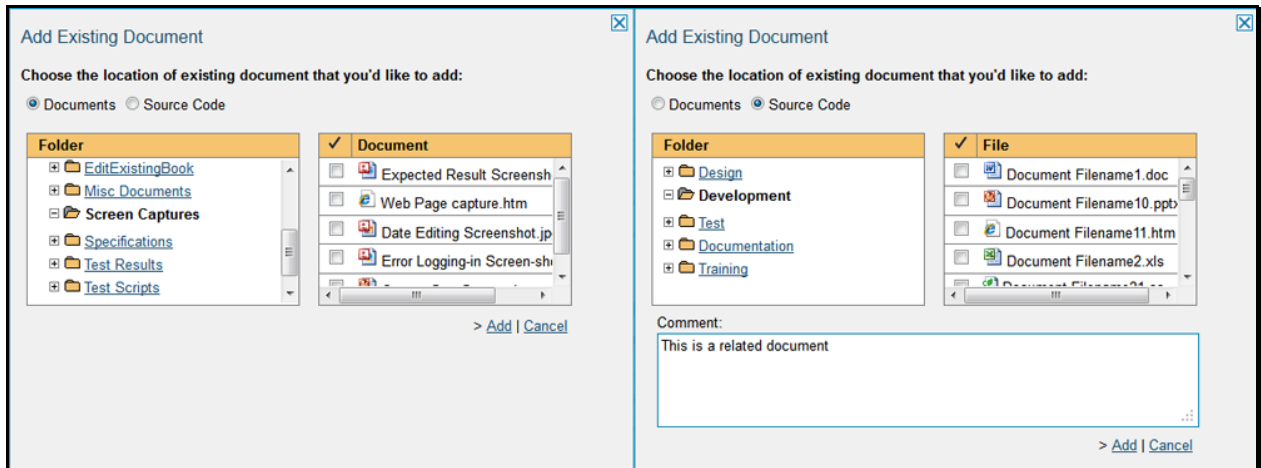 Add Existing Document
Choose the location of existing document that you'd like to add:
Documents Source Code
Folder
EditExistingBook
Misc Documents
Screen Captures
Specifications
Test Results
Test Scripts
✓ Document
Expected Result Screensh
Web Page capture.htm
Date Editing Screenshot.jp
Error Logging-in Screen-sh
> Add | Cancel
Add Existing Document
Choose the location of existing document that you'd like to add:
Documents Source Code
Folder
Design
Development
Test
Documentation
Training
✓ File
Document Filename1.doc
Document Filename10.pptx
Document Filename11.htm
Document Filename2.xls
Comment:
This is a related document
> Add | Cancel